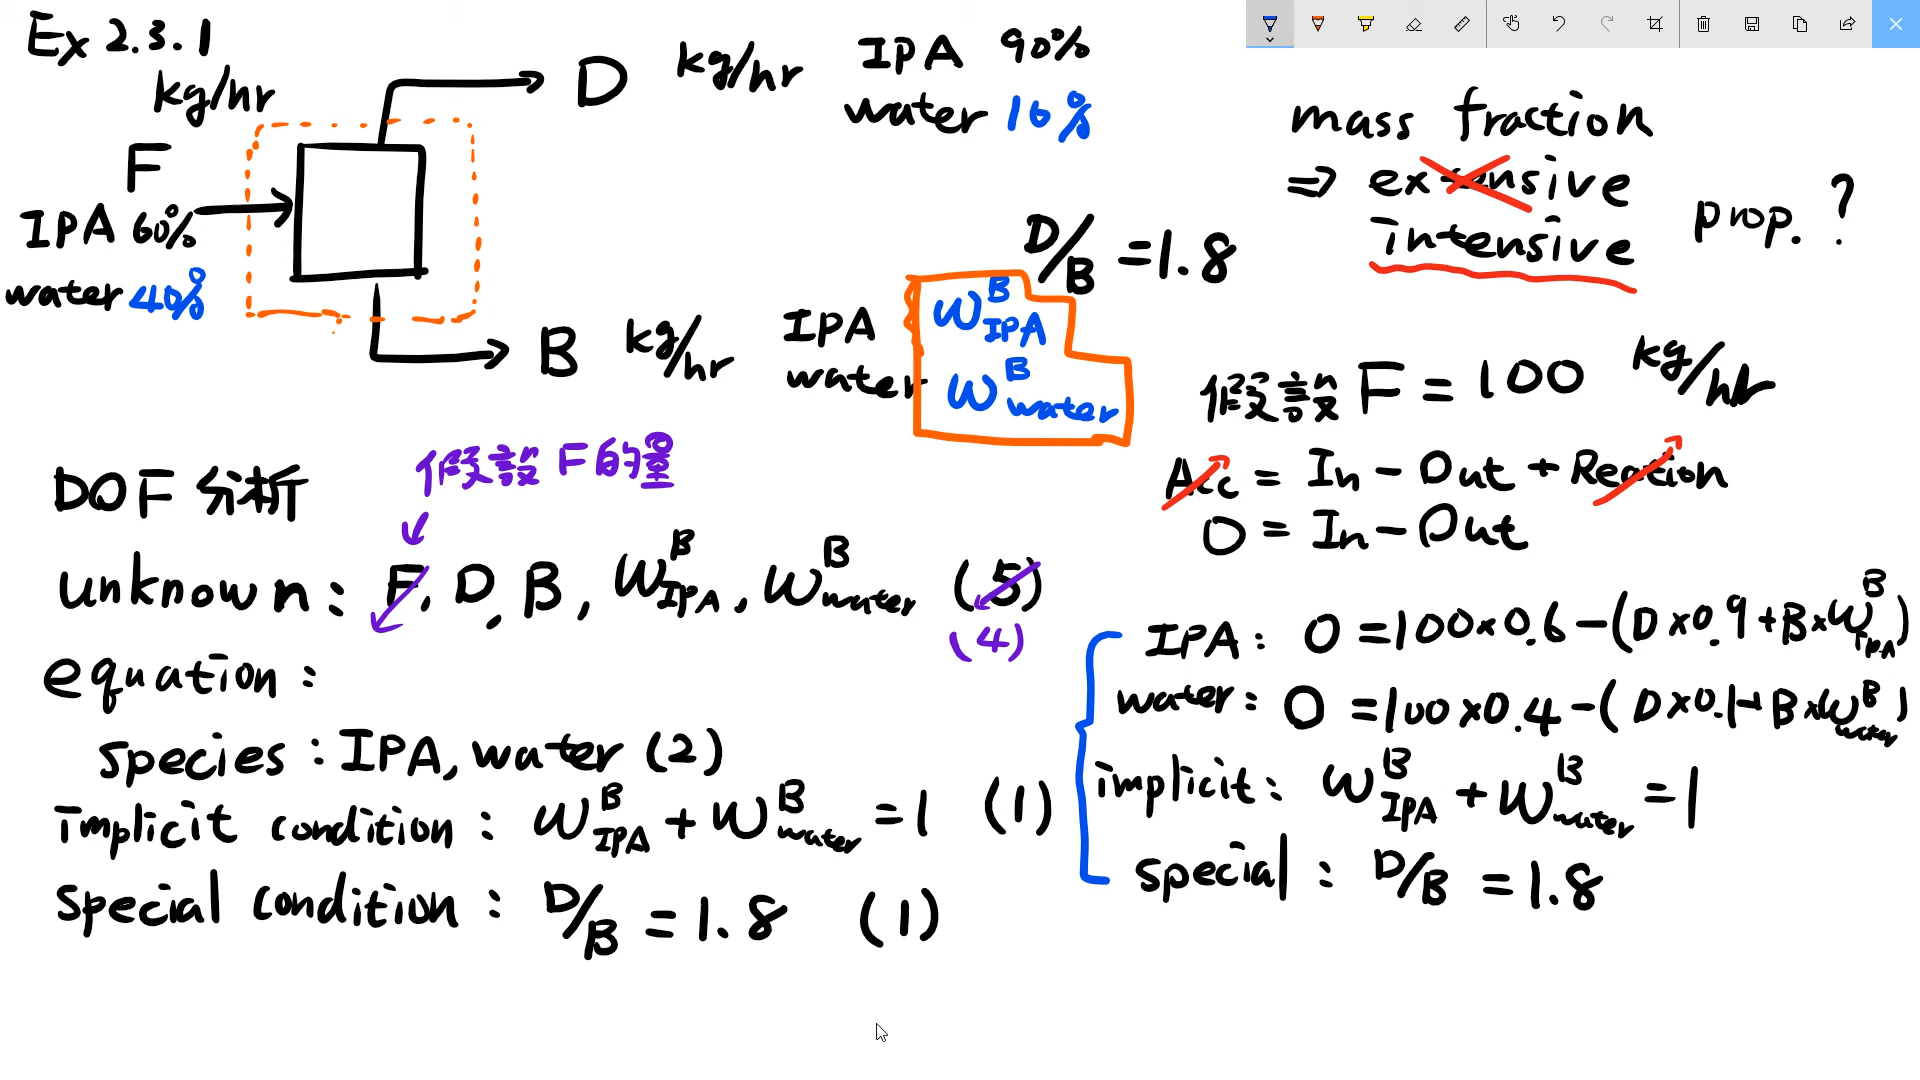 Ex 2.3.1
kg/hr
F
IPA 60%
water 40%
D kg/hr IPA 90%
water 10%
D/B = 1.8
B kg/hr IPA w^B_IPA
water w^B_water
mass fraction
⇒ extensive
intensive prop. ?
假設 F = 100 kg/hr
Acc = In - Out + Reaction
0 = In - Out
IPA : 0 = 100×0.6 - (D×0.9 + B×w^B_IPA)
water : 0 = 100×0.4 - (D×0.1 + B×w^B_water)
implicit : w^B_IPA + w^B_water = 1
special : D/B = 1.8
DOF 分析
假設 F的量
unknown : F, D, B, w^B_IPA, w^B_water (5)
(4)
equation :
species : IPA, water (2)
implicit condition : w^B_IPA + w^B_water = 1 (1)
special condition : D/B = 1.8 (1)